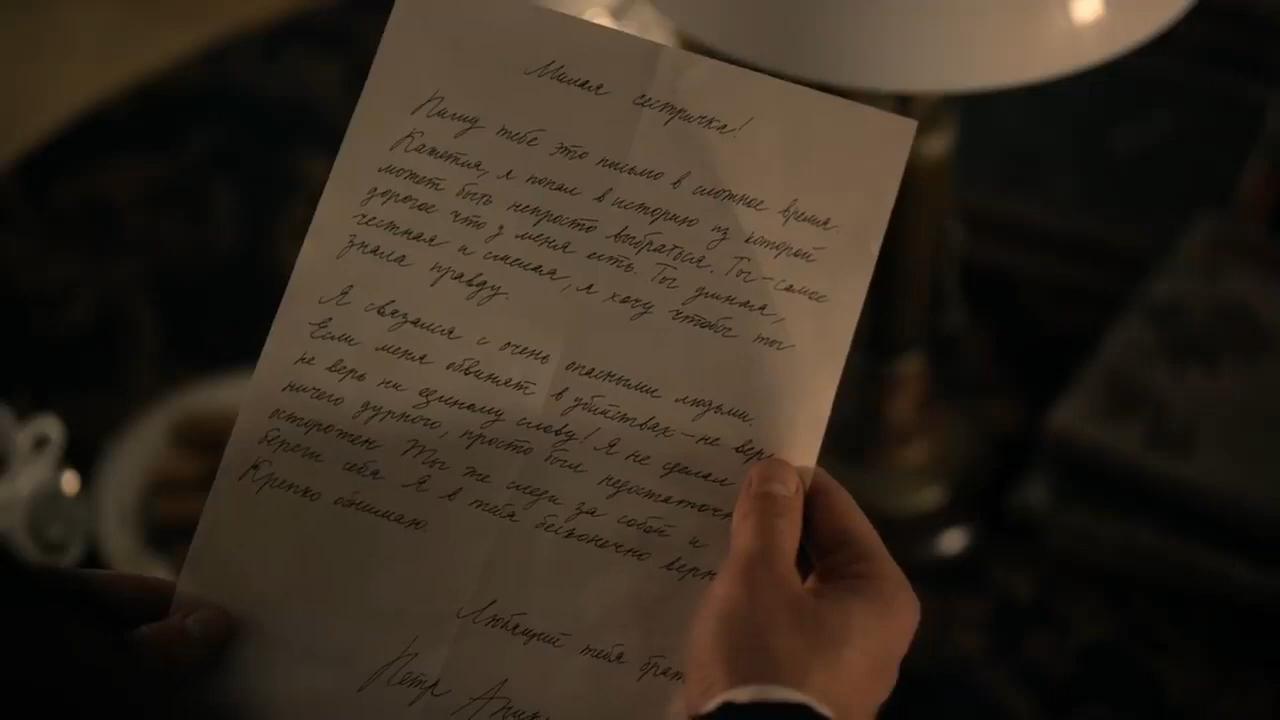 Милая сестричка!
Пишу тебе это письмо в сложное время.
Кажется, я попал в историю из которой
может быть непросто выбраться. Ты - самое
дорогое что у меня есть. Ты умная,
честная и смелая, я хочу чтобы ты
знала правду.
Я связался с очень опасными людьми.
Если меня обвинят в убийствах - не верь
не верь ни единому слову! Я не сделал
ничего дурного, просто был недостаточн
осторожен. Ты же следи за собой и
береги себя Я в тебя бесконечно верю
Крепко обнимаю.
Любящий тебя брат
Петр